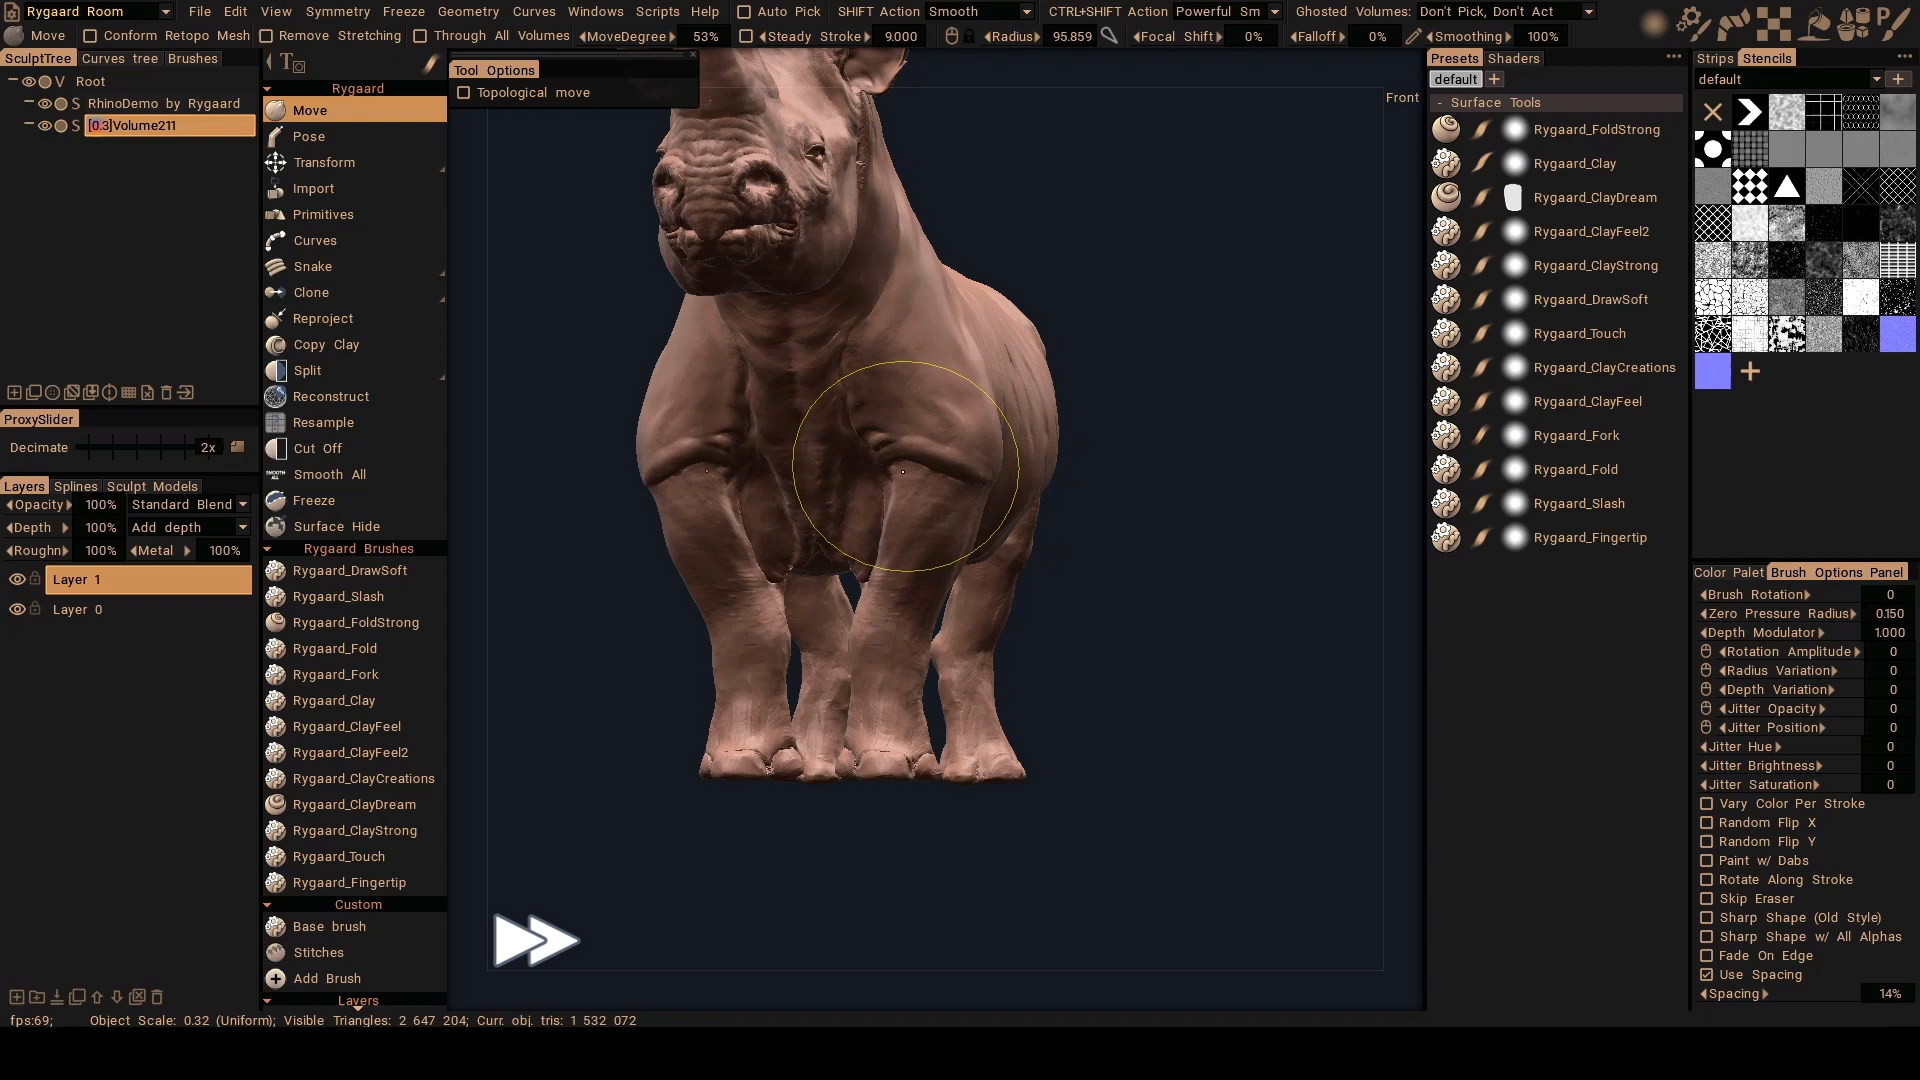 Rygaard Room File Edit View Symmetry Freeze Geometry Curves Windows Scripts Help Auto Pick SHIFT Action Smooth CTRL+SHIFT Action Powerful Sm Ghosted Volumes: Don't Pick, Don't Act
Move Conform Retopo Mesh Remove Stretching Through All Volumes MoveDegree 53% Steady Stroke 9.000 Radius 95.859 Focal Shift 0% Falloff 0% Smoothing 100%
SculptTree Curves tree Brushes
V Root
S RhinoDemo by Rygaard
S [0.3]Volume211
ProxySlider
Decimate 2x
Layers Splines Sculpt Models
Opacity 100% Standard Blend
Depth 100% Add depth
Roughn 100% Metal 100%
Layer 1
Layer 0
Rygaard
Move
Pose
Transform
Import
Primitives
Curves
Snake
Clone
Reproject
Copy Clay
Split
Reconstruct
Resample
Cut Off
SMOOTH ALL
Smooth All
Freeze
Surface Hide
Rygaard Brushes
Rygaard_DrawSoft
Rygaard_Slash
Rygaard_FoldStrong
Rygaard_Fold
Rygaard_Fork
Rygaard_Clay
Rygaard_ClayFeel
Rygaard_ClayFeel2
Rygaard_ClayCreations
Rygaard_ClayDream
Rygaard_ClayStrong
Rygaard_Touch
Rygaard_Fingertip
Custom
Base brush
Stitches
Add Brush
Layers
Tool Options
Topological move
Front
Presets Shaders
default
- Surface Tools
Rygaard_FoldStrong
Rygaard_Clay
Rygaard_ClayDream
Rygaard_ClayFeel2
Rygaard_ClayStrong
Rygaard_DrawSoft
Rygaard_Touch
Rygaard_ClayCreations
Rygaard_ClayFeel
Rygaard_Fork
Rygaard_Fold
Rygaard_Slash
Rygaard_Fingertip
Strips Stencils
default
Color Palet Brush Options Panel
Brush Rotation 0
Zero Pressure Radius 0.150
Depth Modulator 1.000
Rotation Amplitude 0
Radius Variation 0
Depth Variation 0
Jitter Opacity 0
Jitter Position 0
Jitter Hue 0
Jitter Brightness 0
Jitter Saturation 0
Vary Color Per Stroke
Random Flip X
Random Flip Y
Paint w/ Dabs
Rotate Along Stroke
Skip Eraser
Sharp Shape (Old Style)
Sharp Shape w/ All Alphas
Fade On Edge
Use Spacing
Spacing 14%
fps:69; Object Scale: 0.32 (Uniform); Visible Triangles: 2 647 204; Curr. obj. tris: 1 532 072